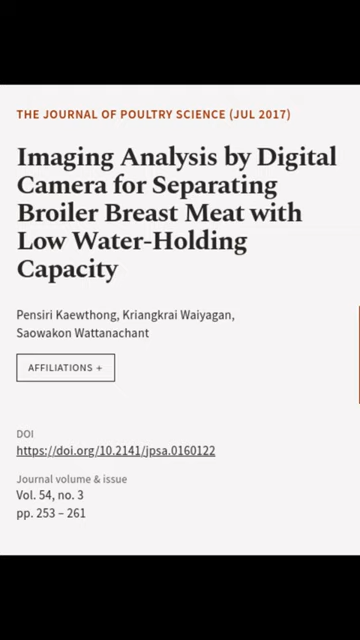 THE JOURNAL OF POULTRY SCIENCE (JUL 2017)
Imaging Analysis by Digital
Camera for Separating
Broiler Breast Meat with
Low Water-Holding
Capacity
Pensiri Kaewthong, Kriangkrai Waiyagan,
Saowakon Wattanachant
AFFILIATIONS +
DOI
https://doi.org/10.2141/jpsa.0160122
Journal volume & issue
Vol. 54, no. 3
pp. 253 – 261